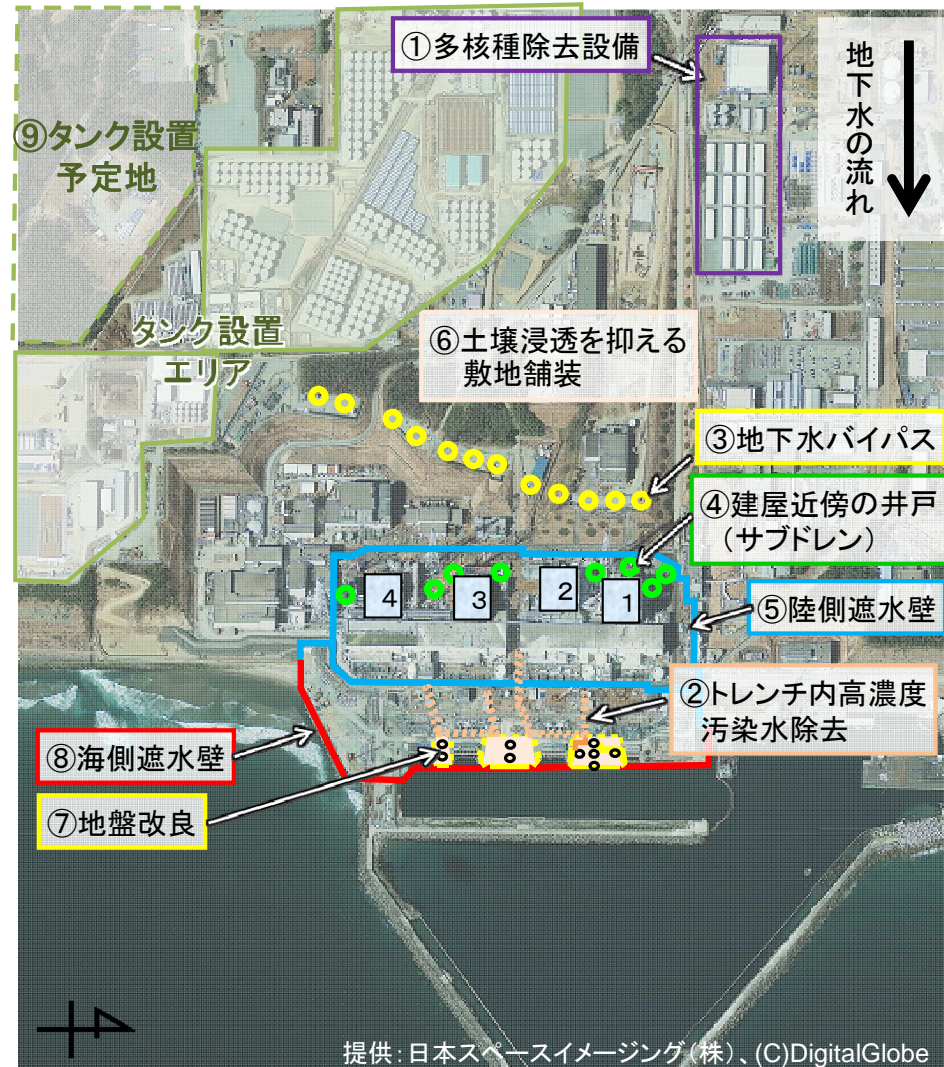 ①多核種除去設備
地下水の流れ
⑨タンク設置
予定地
タンク設置
エリア
⑥土壌浸透を抑える
敷地舗装
③地下水バイパス
④建屋近傍の井戸
(サブドレン)
4
3
2
1
⑤陸側遮水壁
②トレンチ内高濃度
汚染水除去
⑧海側遮水壁
⑦地盤改良
提供:日本スペースイメージング(株)、(C)DigitalGlobe